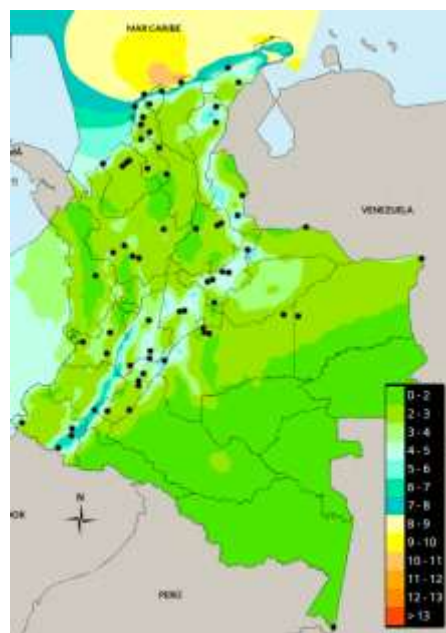 MAR CARIBE
VENEZUELA
N
PERÚ
0 - 2
2 - 3
3 - 4
4 - 5
5 - 6
6 - 7
7 - 8
8 - 9
9 - 10
10 - 11
11 - 12
12 - 13
> 13